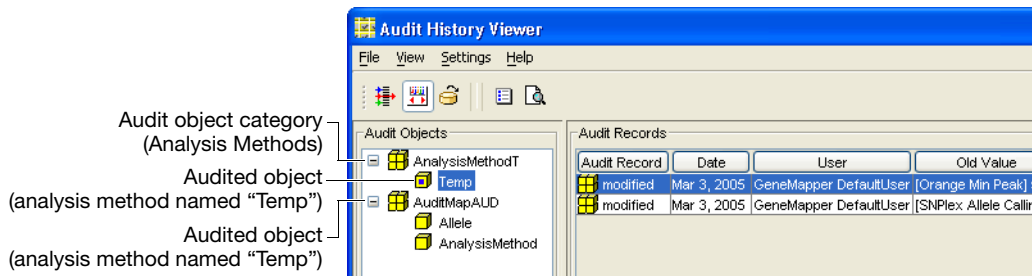 Audit History Viewer
File View Settings Help
Audit object category
(Analysis Methods)
Audited object
(analysis method named “Temp”)
Audited object
(analysis method named “Temp”)
Audit Objects
AnalysisMethodT
Temp
AuditMapAUD
Allele
AnalysisMethod
Audit Records
Audit Record Date User Old Value
modified Mar 3, 2005 GeneMapper DefaultUser [Orange Min Peak]
modified Mar 3, 2005 GeneMapper DefaultUser [SNPlex Allele Callin